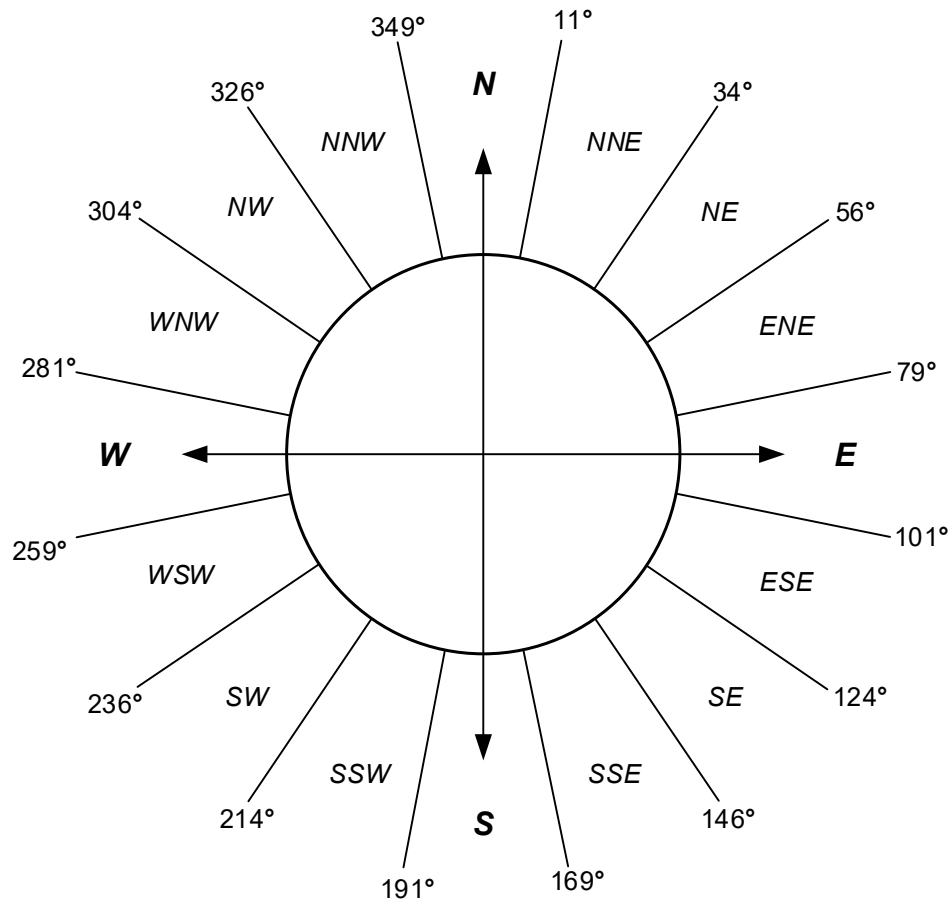 349° 11°
N
326° 34°
NNW NNE
NW NE
304° 56°
WNW ENE
281° 79°
W E
259° 101°
WSW ESE
236° SW SE 124°
SSW SSE
214° S 146°
191° 169°